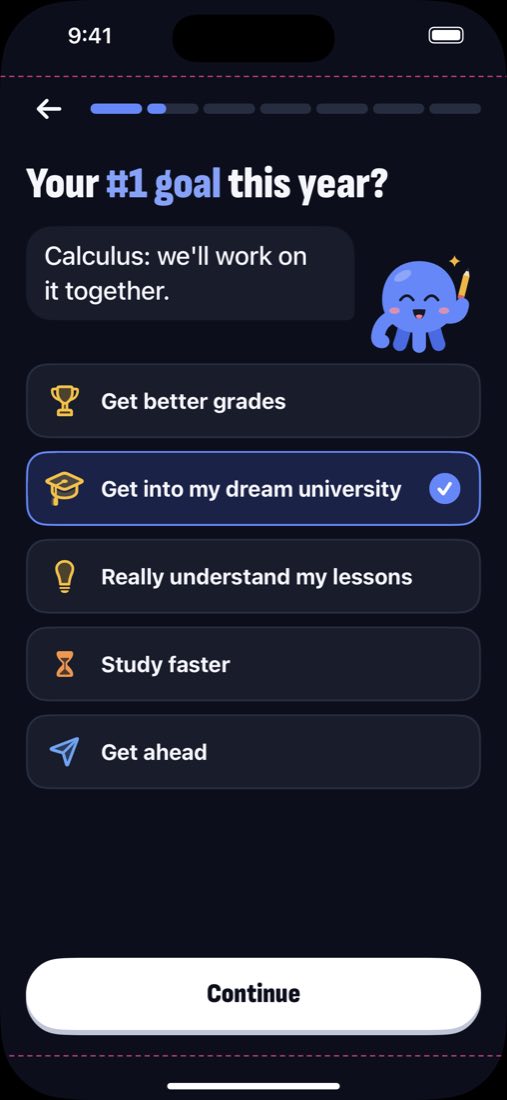 9:41
Your #1 goal this year?
Calculus: we'll work on
it together.
Get better grades
Get into my dream university
Really understand my lessons
Study faster
Get ahead
Continue